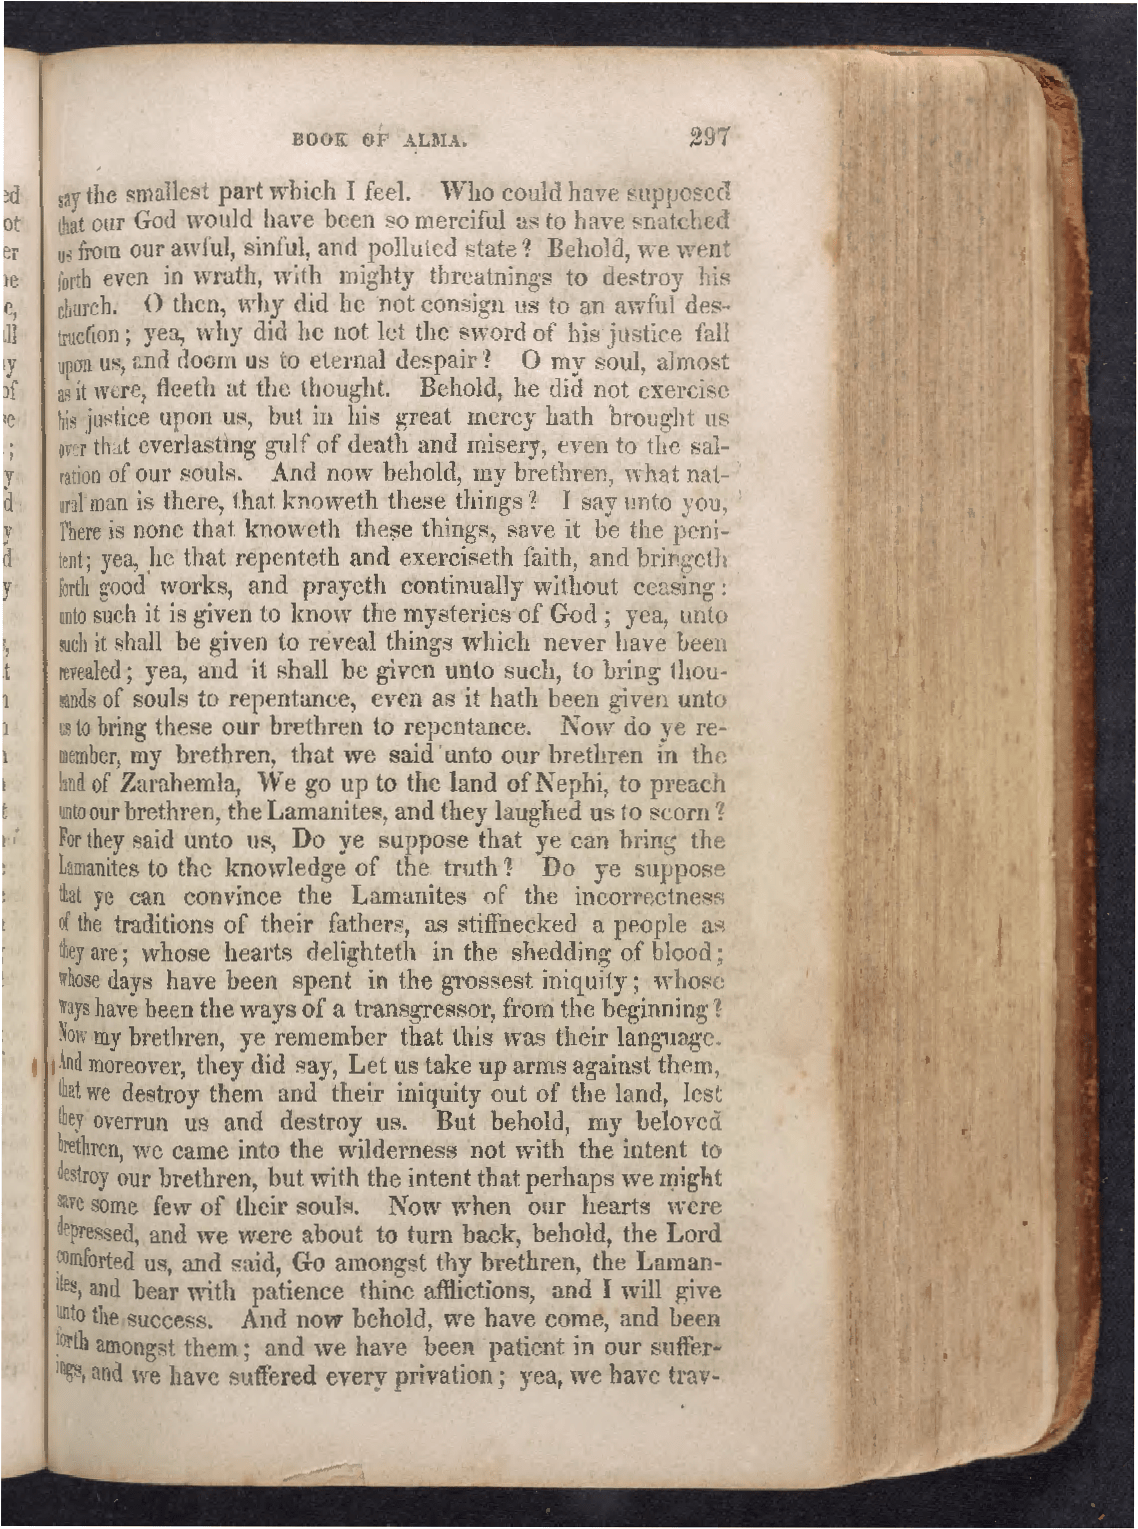 BOOK OF ALMA. 297
say the smallest part which I feel. Who could have supposed
that our God would have been so merciful as to have snatched
us from our awful, sinful, and polluted state? Behold, we went
forth even in wrath, with mighty threatnings to destroy his
church. O then, why did he not consign us to an awful des-
truction; yea, why did he not let the sword of his justice fall
upon us, and doom us to eternal despair? O my soul, almost
as it were, fleeth at the thought. Behold, he did not exercise
his justice upon us, but in his great mercy hath brought us
over that everlasting gulf of death and misery, even to the sal-
vation of our souls. And now behold, my brethren, what nat-
ural man is there, that knoweth these things? I say unto you,
There is none that knoweth these things, save it be the peni-
tent; yea, he that repenteth and exerciseth faith, and bringeth
forth good works, and prayeth continually without ceasing:
unto such it is given to know the mysteries of God; yea, unto
such it shall be given to reveal things which never have been
revealed; yea, and it shall be given unto such, to bring thou-
sands of souls to repentance, even as it hath been given unto
us to bring these our brethren to repentance. Now do ye re-
member, my brethren, that we said unto our brethren in the
land of Zarahemla, We go up to the land of Nephi, to preach
unto our brethren, the Lamanites, and they laughed us to scorn?
For they said unto us, Do ye suppose that ye can bring the
Lamanites to the knowledge of the truth? Do ye suppose
that ye can convince the Lamanites of the incorrectness
of the traditions of their fathers, as stiffnecked a people as
they are; whose hearts delighteth in the shedding of blood;
whose days have been spent in the grossest iniquity; whose
ways have been the ways of a transgressor, from the beginning?
Now my brethren, ye remember that this was their language.
And moreover, they did say, Let us take up arms against them,
that we destroy them and their iniquity out of the land, lest
they overrun us and destroy us. But behold, my beloved
brethren, we came into the wilderness not with the intent to
destroy our brethren, but with the intent that perhaps we might
save some few of their souls. Now when our hearts were
depressed, and we were about to turn back, behold, the Lord
comforted us, and said, Go amongst thy brethren, the Laman-
ites, and bear with patience thine afflictions, and I will give
unto the success. And now behold, we have come, and been
forth amongst them; and we have been patient in our suffer-
ings, and we have suffered every privation; yea, we have trav-